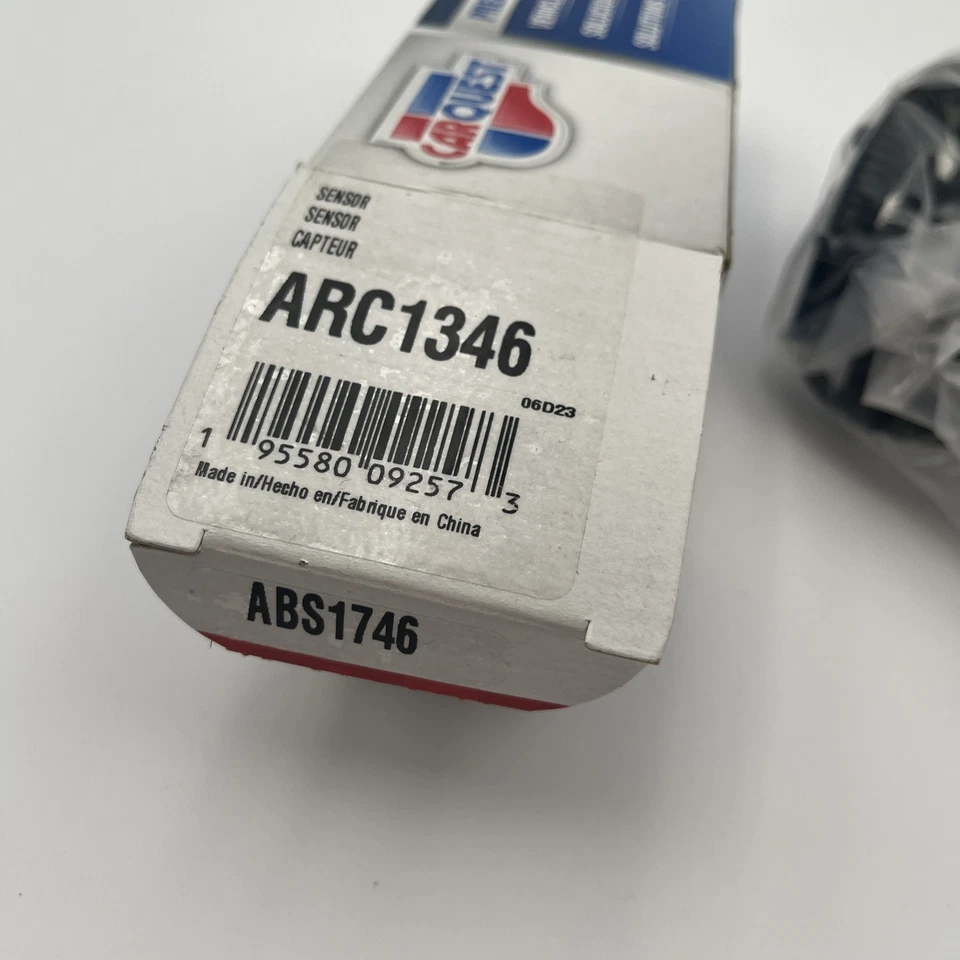 CARQUEST
SENSOR
SENSOR
CAPTEUR
ARC1346
06D23
1 95580 09257 3
Made in/Hecho en/Fabrique en China
ABS1746